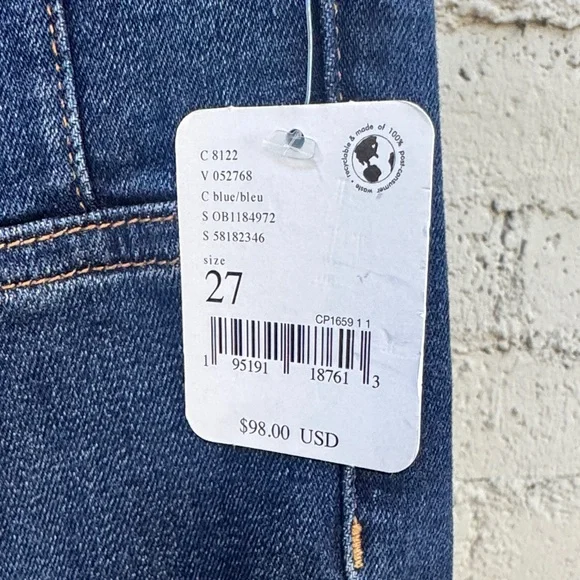 C 8122
V 052768
C blue/bleu
S OB1184972
S 58182346
size
27
recyclable & made of 100% post-consumer waste •
CP1659 1 1
1 95191 18761 3
$98.00 USD